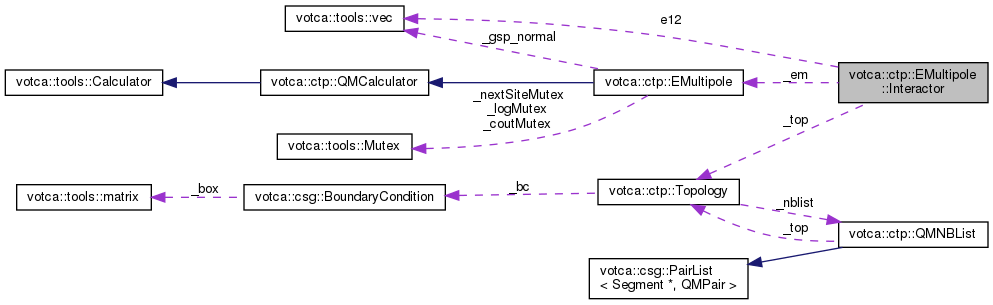 votca::tools::vec
e12
_gsp_normal
votca::tools::Calculator
votca::ctp::QMCalculator
votca::ctp::EMultipole
_em
votca::ctp::EMultipole
::Interactor
_nextSiteMutex
_logMutex
_coutMutex
votca::tools::Mutex
_top
votca::tools::matrix
_box
votca::csg::BoundaryCondition
_bc
votca::ctp::Topology
_nblist
_top
votca::ctp::QMNBList
votca::csg::PairList
< Segment *, QMPair >